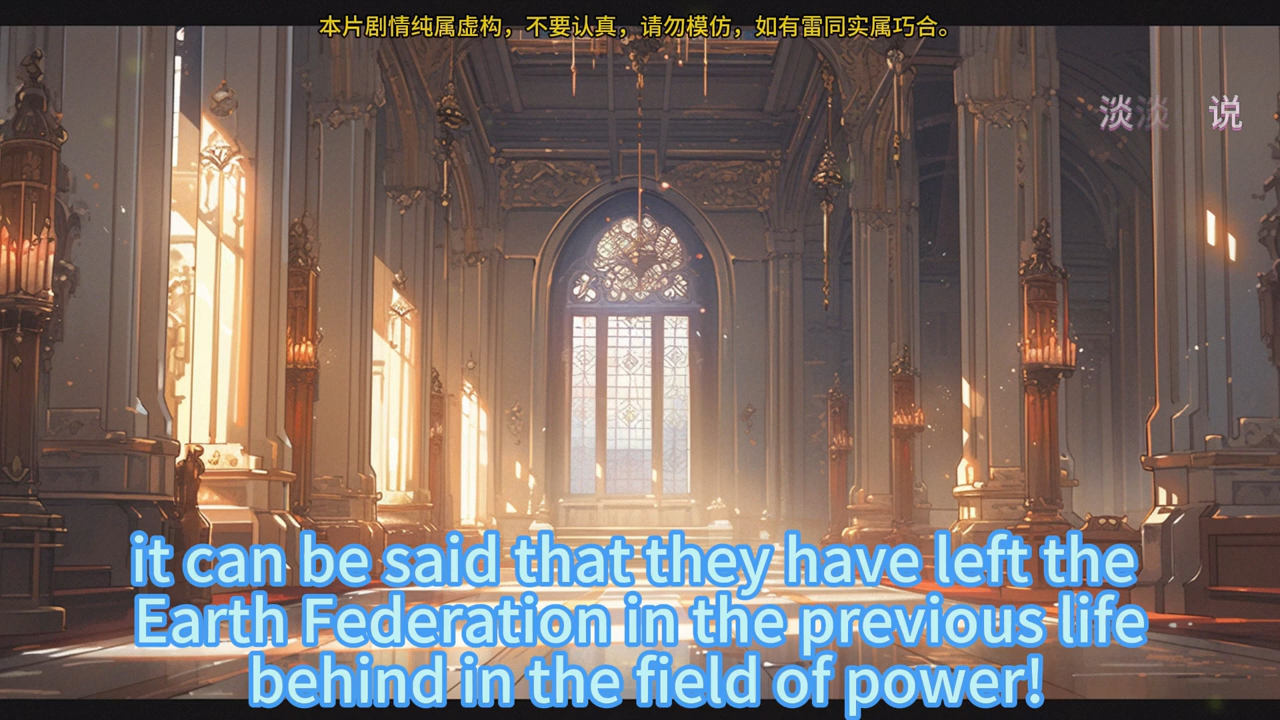 本片剧情纯属虚构，不要认真，请勿模仿，如有雷同实属巧合。
淡淡 说
it can be said that they have left the
Earth Federation in the previous life
behind in the field of power!